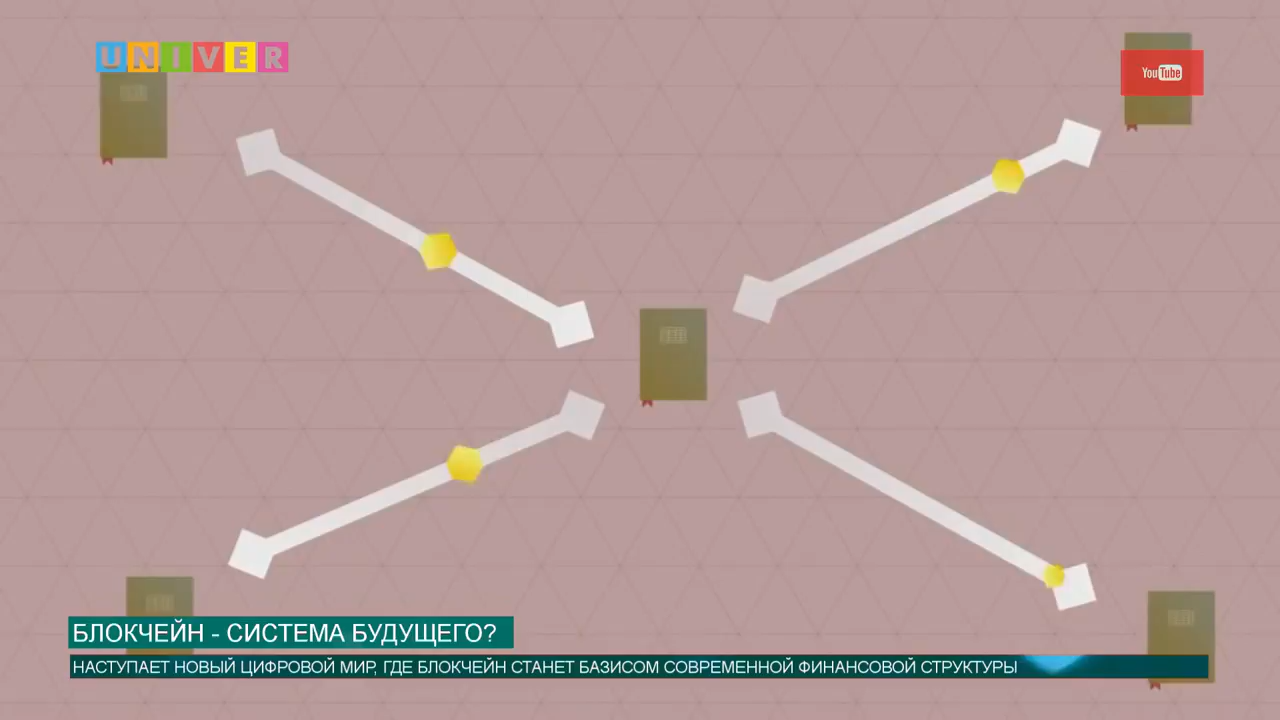 UNIVER
YouTube
БЛОКЧЕЙН - СИСТЕМА БУДУЩЕГО?
НАСТУПАЕТ НОВЫЙ ЦИФРОВОЙ МИР, ГДЕ БЛОКЧЕЙН СТАНЕТ БАЗИСОМ СОВРЕМЕННОЙ ФИНАНСОВОЙ СТРУКТУРЫ